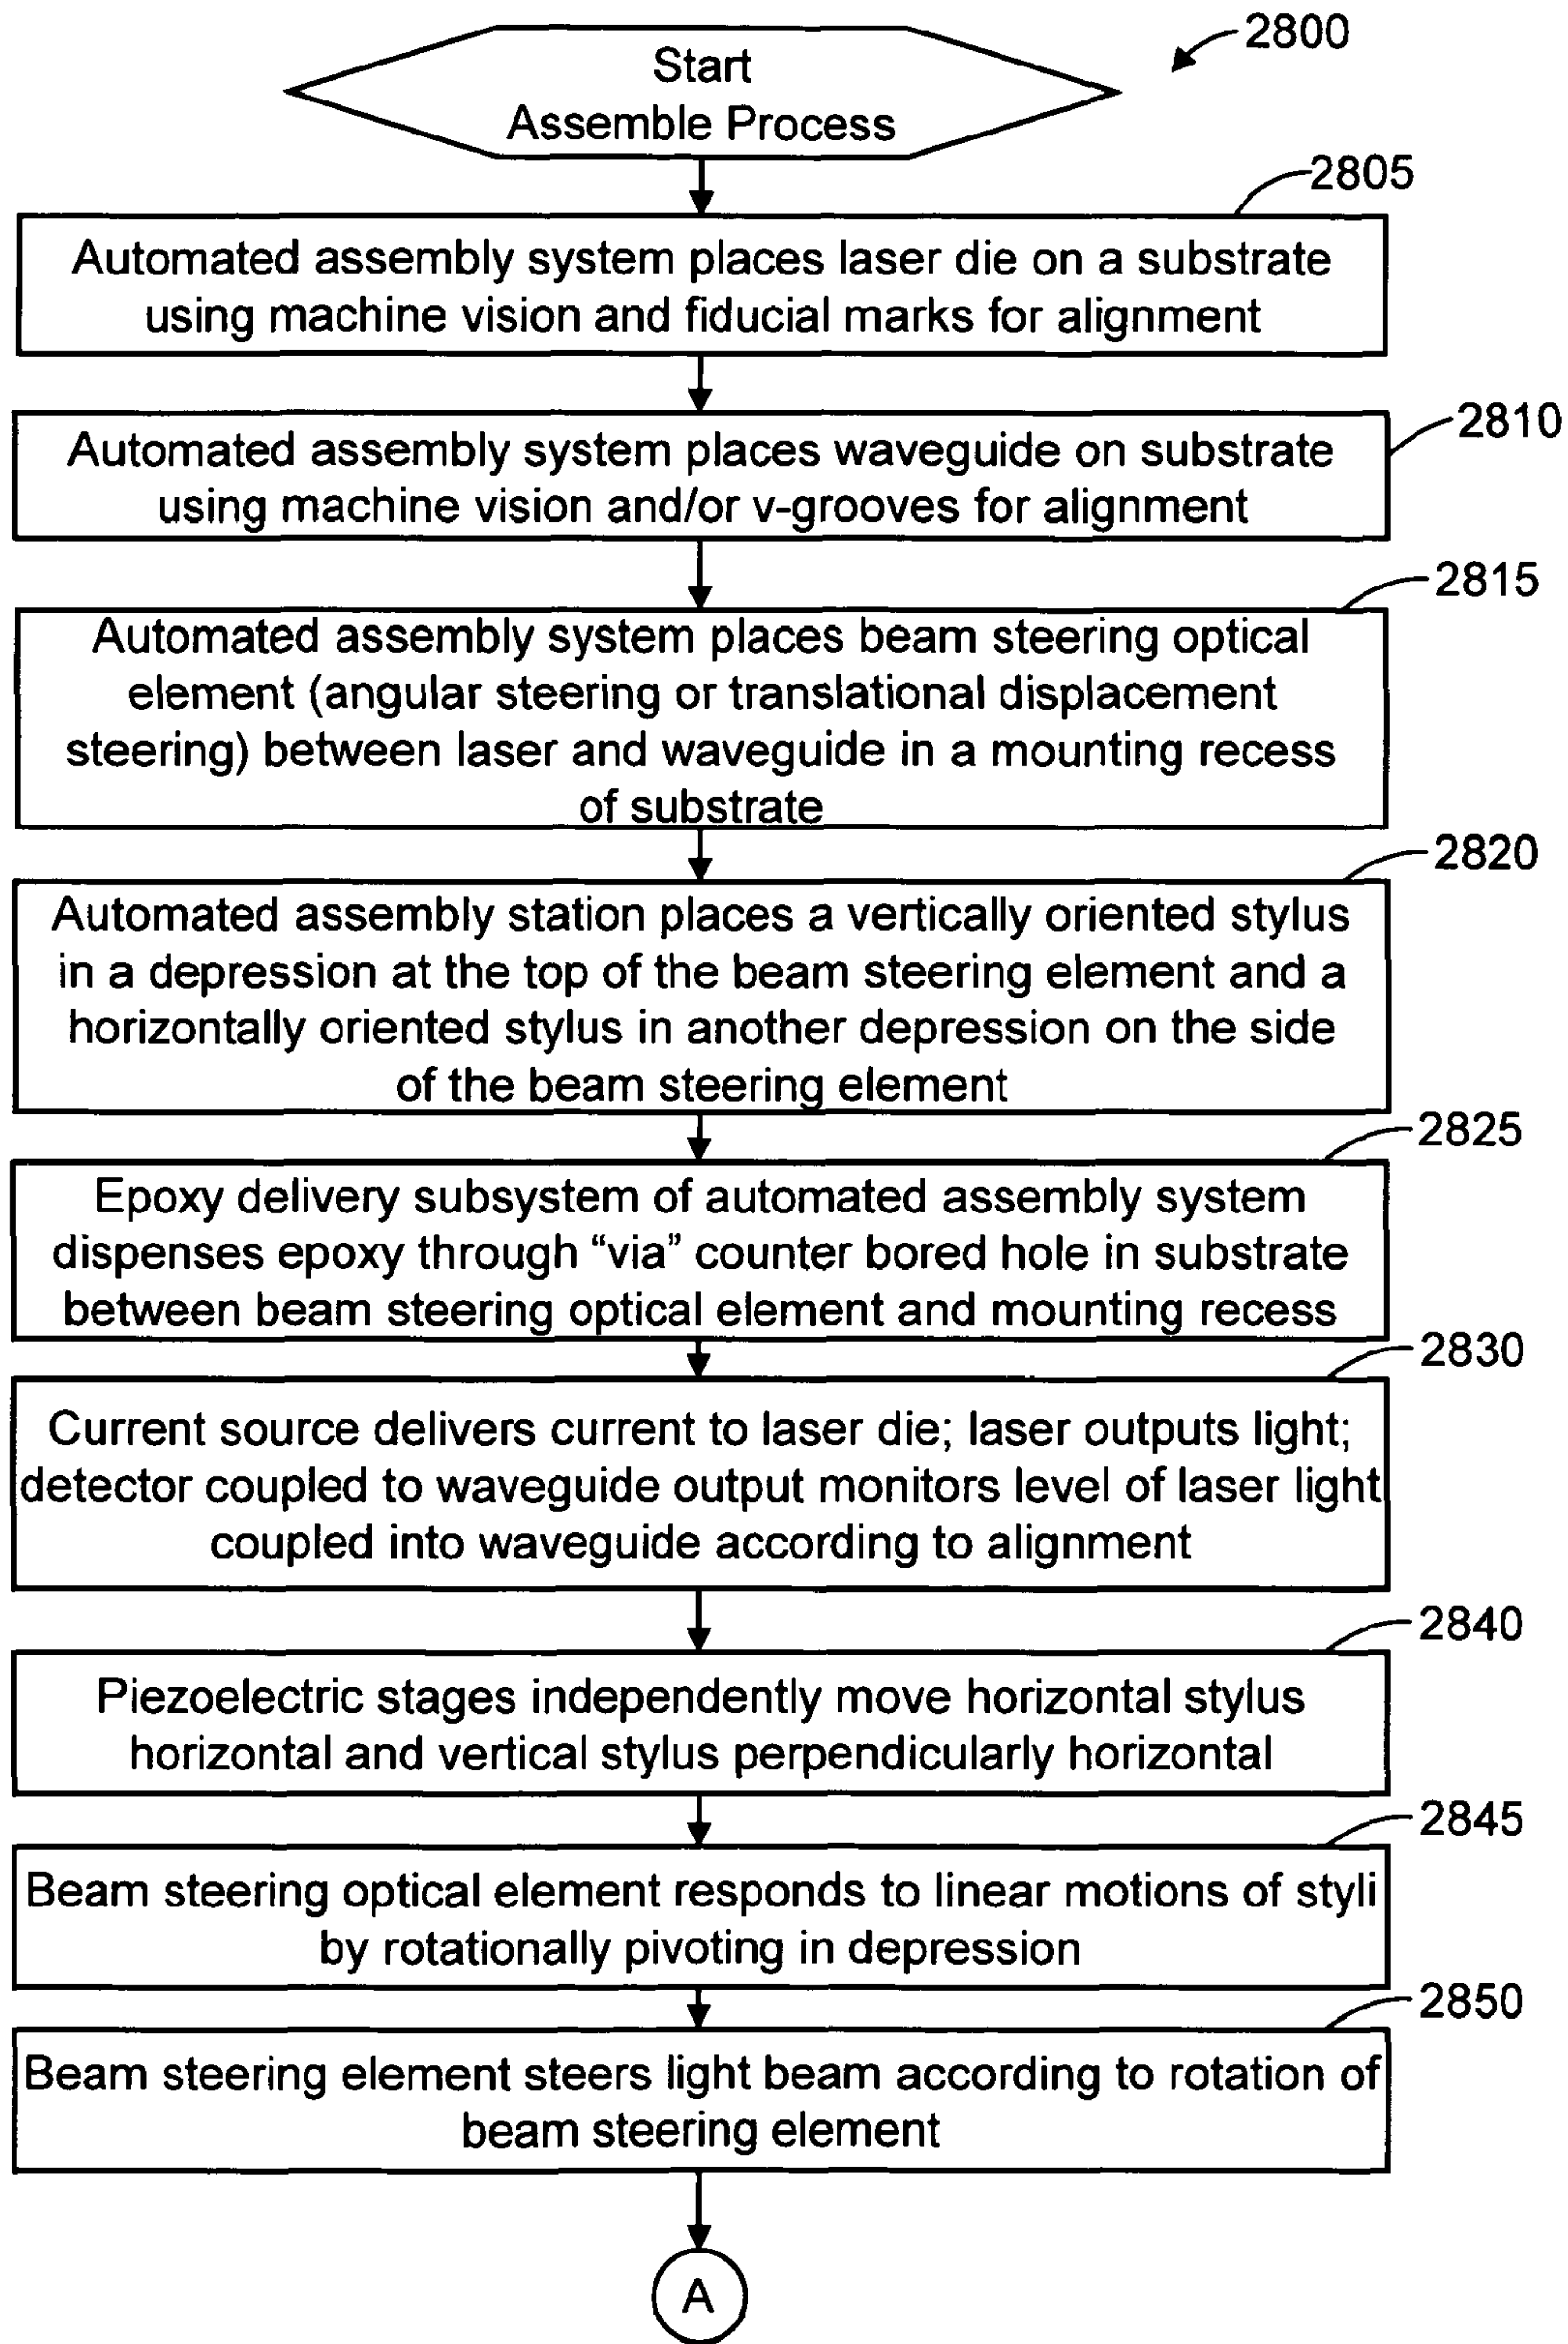 2800
Start
Assemble Process
2805
Automated assembly system places laser die on a substrate
using machine vision and fiducial marks for alignment
2810
Automated assembly system places waveguide on substrate
using machine vision and/or v-grooves for alignment
2815
Automated assembly system places beam steering optical
element (angular steering or translational displacement
steering) between laser and waveguide in a mounting recess
of substrate
2820
Automated assembly station places a vertically oriented stylus
in a depression at the top of the beam steering element and a
horizontally oriented stylus in another depression on the side
of the beam steering element
2825
Epoxy delivery subsystem of automated assembly system
dispenses epoxy through “via” counter bored hole in substrate
between beam steering optical element and mounting recess
2830
Current source delivers current to laser die; laser outputs light;
detector coupled to waveguide output monitors level of laser light
coupled into waveguide according to alignment
2840
Piezoelectric stages independently move horizontal stylus
horizontal and vertical stylus perpendicularly horizontal
2845
Beam steering optical element responds to linear motions of styli
by rotationally pivoting in depression
2850
Beam steering element steers light beam according to rotation of
beam steering element
A